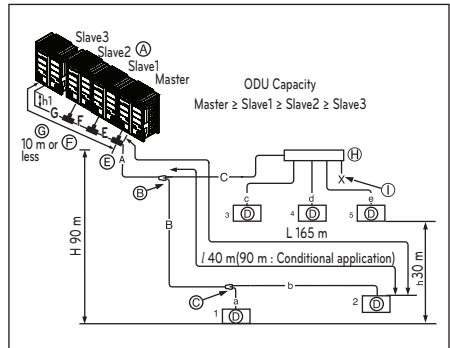 Slave3
Slave2 Ⓐ
Slave1
Master
ODU Capacity
Master ≥ Slave1 ≥ Slave2 ≥ Slave3
h1
G
F
E
Ⓖ
10 m or
less
Ⓕ
Ⓔ
A
Ⓑ
C
Ⓗ
X
Ⓘ
c
d
e
3 Ⓓ
4 Ⓓ
5 Ⓓ
L 165 m
H 90 m
B
l 40 m(90 m : Conditional application)
h 30 m
Ⓒ
b
a
2 Ⓓ
1 Ⓓ